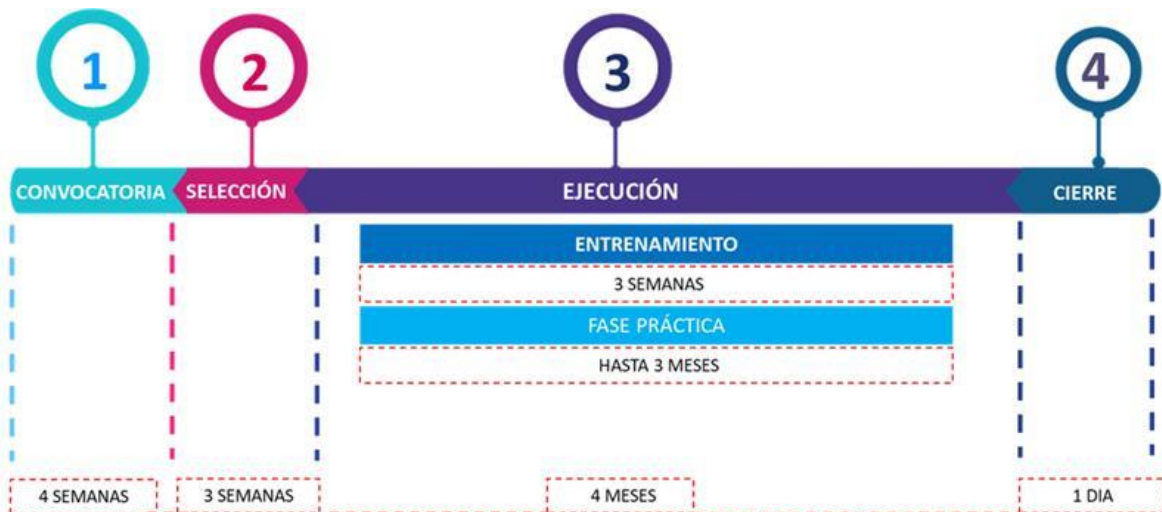 1
2
3
4
CONVOCATORIA
SELECCIÓN
EJECUCIÓN
CIERRE
ENTRENAMIENTO
3 SEMANAS
FASE PRÁCTICA
HASTA 3 MESES
4 SEMANAS
3 SEMANAS
4 MESES
1 DIA